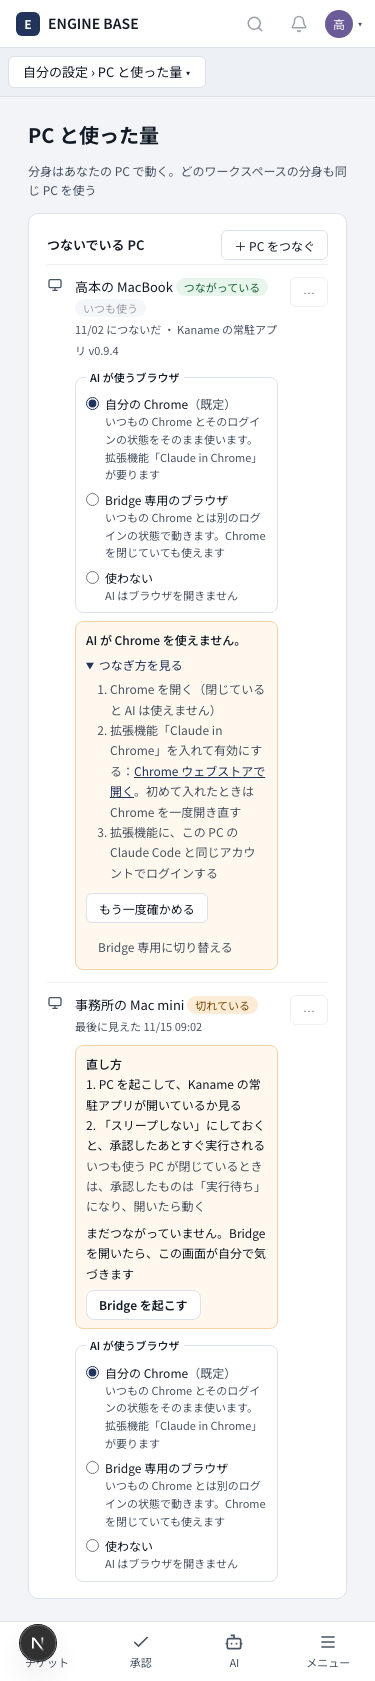 E ENGINE BASE
高
自分の設定 › PC と使った量
PC と使った量
分身はあなたの PC で動く。どのワークスペースの分身も同
じ PC を使う
つないでいる PC
＋ PC をつなぐ
高本の MacBook つながっている
いつも使う
…
11/02 につないだ ・ Kaname の常駐アプ
リ v0.9.4
AI が使うブラウザ
自分の Chrome（既定）
いつもの Chrome とそのログイ
ンの状態をそのまま使います。
拡張機能「Claude in Chrome」
が要ります
Bridge 専用のブラウザ
いつもの Chrome とは別のログ
インの状態で動きます。Chrome
を閉じていても使えます
使わない
AI はブラウザを開きません
AI が Chrome を使えません。
▼ つなぎ方を見る
1. Chrome を開く（閉じている
と AI は使えません）
2. 拡張機能「Claude in
Chrome」を入れて有効にす
る：Chrome ウェブストアで
開く。初めて入れたときは
Chrome を一度開き直す
3. 拡張機能に、この PC の
Claude Code と同じアカウ
ントでログインする
もう一度確かめる
Bridge 専用に切り替える
事務所の Mac mini 切れている
…
最後に見えた 11/15 09:02
直し方
1. PC を起こして、Kaname の常
駐アプリが開いているか見る
2. 「スリープしない」にしておく
と、承認したあとすぐ実行される
いつも使う PC が閉じているとき
は、承認したものは「実行待ち」
になり、開いたら動く
まだつながっていません。Bridge
を開いたら、この画面が自分で気
づきます
Bridge を起こす
AI が使うブラウザ
自分の Chrome（既定）
いつもの Chrome とそのログイ
ンの状態をそのまま使います。
拡張機能「Claude in Chrome」
が要ります
Bridge 専用のブラウザ
いつもの Chrome とは別のログ
インの状態で動きます。Chrome
を閉じていても使えます
使わない
AI はブラウザを開きません
N
チケット
承認
AI
メニュー